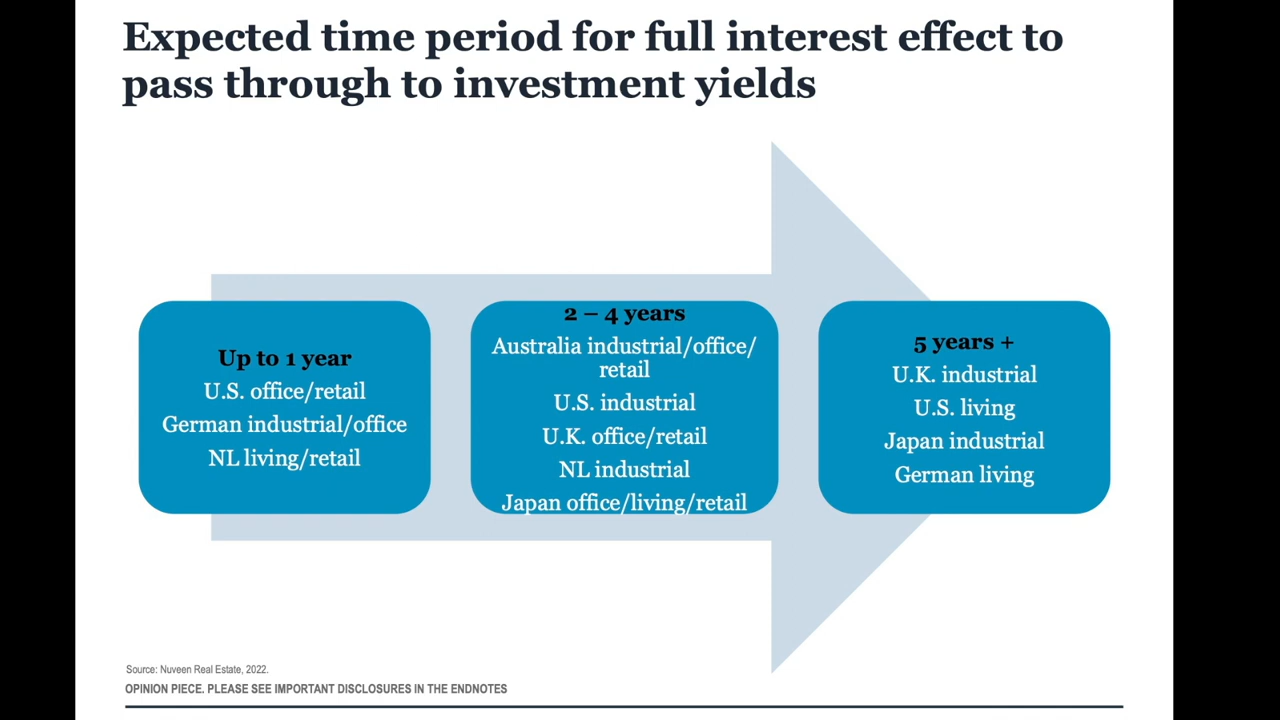 Expected time period for full interest effect to
pass through to investment yields
Up to 1 year
U.S. office/retail
German industrial/office
NL living/retail
2 – 4 years
Australia industrial/office/
retail
U.S. industrial
U.K. office/retail
NL industrial
Japan office/living/retail
5 years +
U.K. industrial
U.S. living
Japan industrial
German living
Source: Nuveen Real Estate, 2022.
OPINION PIECE. PLEASE SEE IMPORTANT DISCLOSURES IN THE ENDNOTES